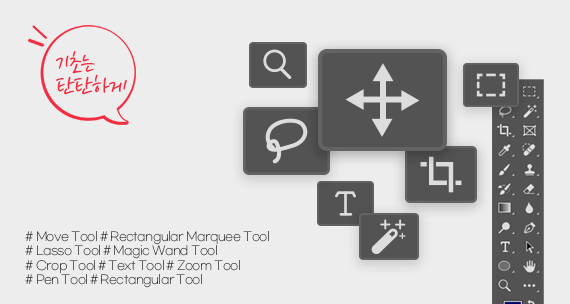 기초는
탄탄하게
T
# Move Tool # Rectangular Marquee Tool
# Lasso Tool # Magic Wand Tool
# Crop Tool # Text Tool # Zoom Tool
# Pen Tool # Rectangular Tool
T